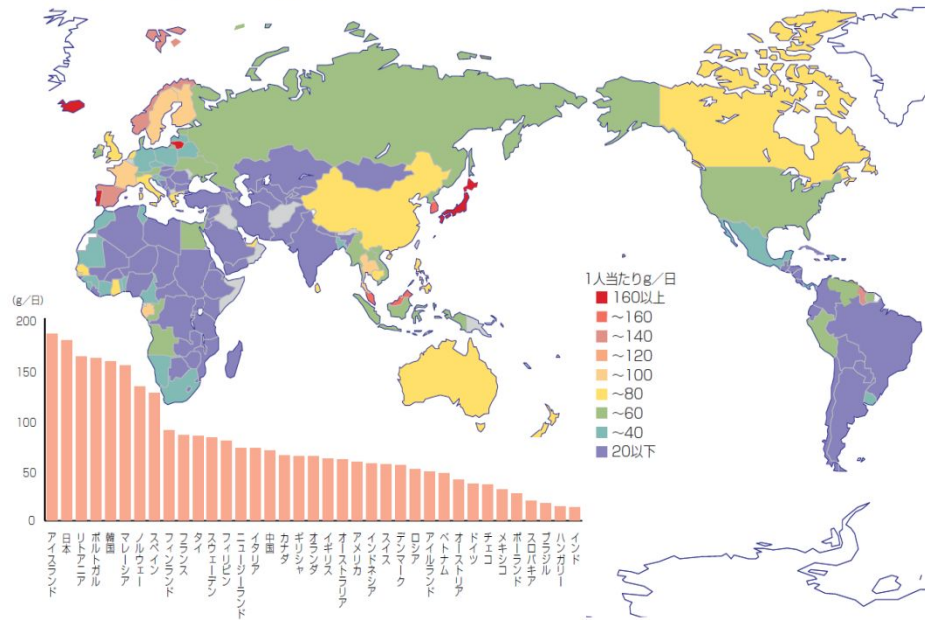 1人当たりg/日
160以上
～160
～140
～120
～100
～80
～60
～40
20以下
(g/日)
200
150
100
50
0
アイスランド
日本
リトアニア
ポルトガル
韓国
マレーシア
ノルウェー
スペイン
フィンランド
フランス
タイ
スウェーデン
フィリピン
ニュージーランド
イタリア
中国
カナダ
ギリシャ
オランダ
イギリス
オーストラリア
アメリカ
インドネシア
スイス
デンマーク
ロシア
アイルランド
ベトナム
オーストリア
ドイツ
チェコ
メキシコ
ポーランド
スロバキア
ブラジル
ハンガリー
インド